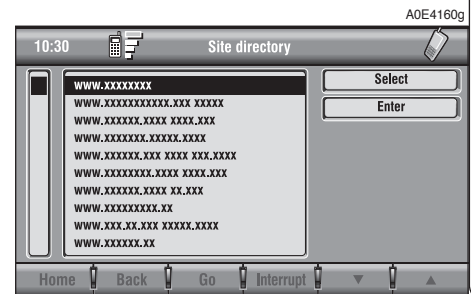 A0E4160g
10:30 Site directory
www.xxxxxxxx
www.xxxxxxxxxxx.xxx xxxxx
www.xxxxxx.xxxx xxxx.xxx
www.xxxxxxx.xxxxx.xxxx
www.xxxxxx.xxx xxxx xxx.xxxx
www.xxxxxxxx.xxxx xxxx.xxx
www.xxxxxx.xxxx xx.xxx
www.xxxxxxxxx.xx
www.xxx.xx.xxx xxxxx.xxxx
www.xxxxxx.xx
Select
Enter
Home Back Go Interrupt